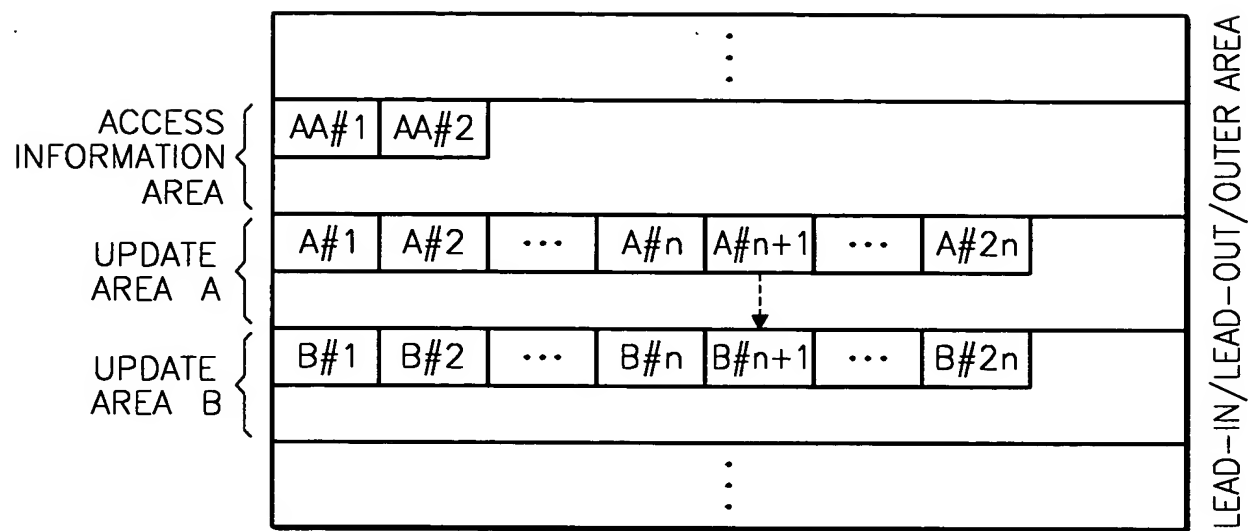 ACCESS
INFORMATION
AREA
AA#1 AA#2
UPDATE
AREA A
A#1 A#2 ··· A#n A#n+1 ··· A#2n
UPDATE
AREA B
B#1 B#2 ··· B#n B#n+1 ··· B#2n
LEAD-IN/LEAD-OUT/OUTER AREA